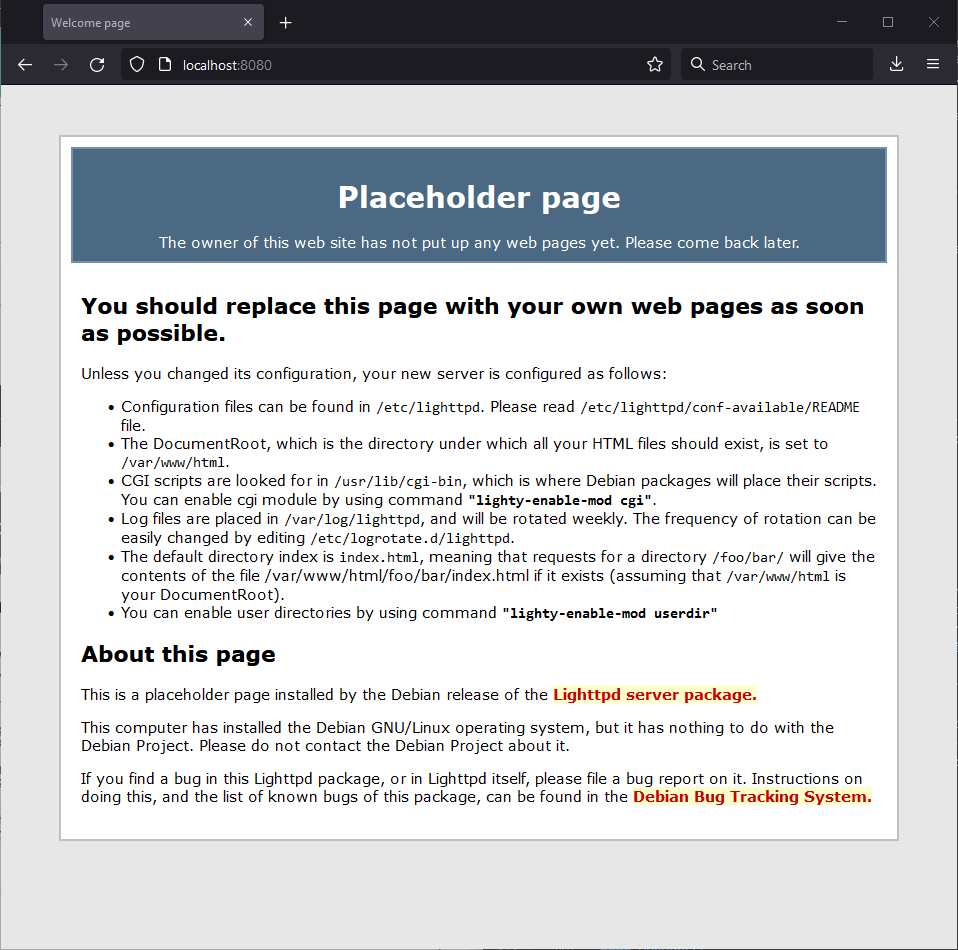 Welcome page
localhost:8080
Search
Placeholder page
The owner of this web site has not put up any web pages yet. Please come back later.
You should replace this page with your own web pages as soon
as possible.
Unless you changed its configuration, your new server is configured as follows:
• Configuration files can be found in /etc/lighttpd. Please read /etc/lighttpd/conf-available/README
file.
• The DocumentRoot, which is the directory under which all your HTML files should exist, is set to
/var/www/html.
• CGI scripts are looked for in /usr/lib/cgi-bin, which is where Debian packages will place their scripts.
You can enable cgi module by using command "lighty-enable-mod cgi".
• Log files are placed in /var/log/lighttpd, and will be rotated weekly. The frequency of rotation can be
easily changed by editing /etc/logrotate.d/lighttpd.
• The default directory index is index.html, meaning that requests for a directory /foo/bar/ will give the
contents of the file /var/www/html/foo/bar/index.html if it exists (assuming that /var/www/html is
your DocumentRoot).
• You can enable user directories by using command "lighty-enable-mod userdir"
About this page
This is a placeholder page installed by the Debian release of the Lighttpd server package.
This computer has installed the Debian GNU/Linux operating system, but it has nothing to do with the
Debian Project. Please do not contact the Debian Project about it.
If you find a bug in this Lighttpd package, or in Lighttpd itself, please file a bug report on it. Instructions on
doing this, and the list of known bugs of this package, can be found in the Debian Bug Tracking System.